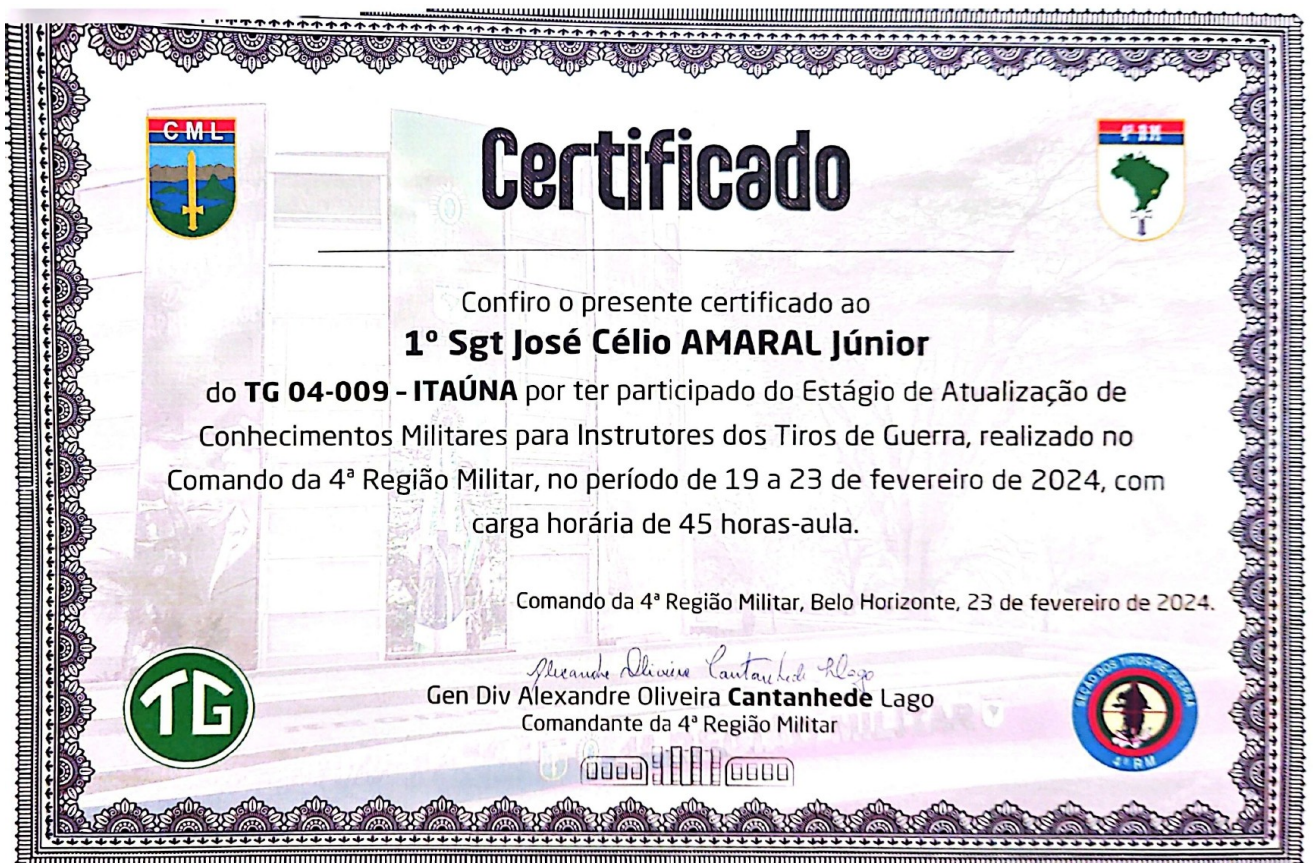 CML
Certificado
4ª RM
Confiro o presente certificado ao
1º Sgt José Célio AMARAL Júnior
do TG 04-009 - ITAÚNA por ter participado do Estágio de Atualização de
Conhecimentos Militares para Instrutores dos Tiros de Guerra, realizado no
Comando da 4ª Região Militar, no período de 19 a 23 de fevereiro de 2024, com
carga horária de 45 horas-aula.
Comando da 4ª Região Militar, Belo Horizonte, 23 de fevereiro de 2024.
Alexandre Oliveira Cantanhede Lago
Gen Div Alexandre Oliveira Cantanhede Lago
Comandante da 4ª Região Militar
TG
SEÇÃO DOS TIROS-DE-GUERRA
4ª RM